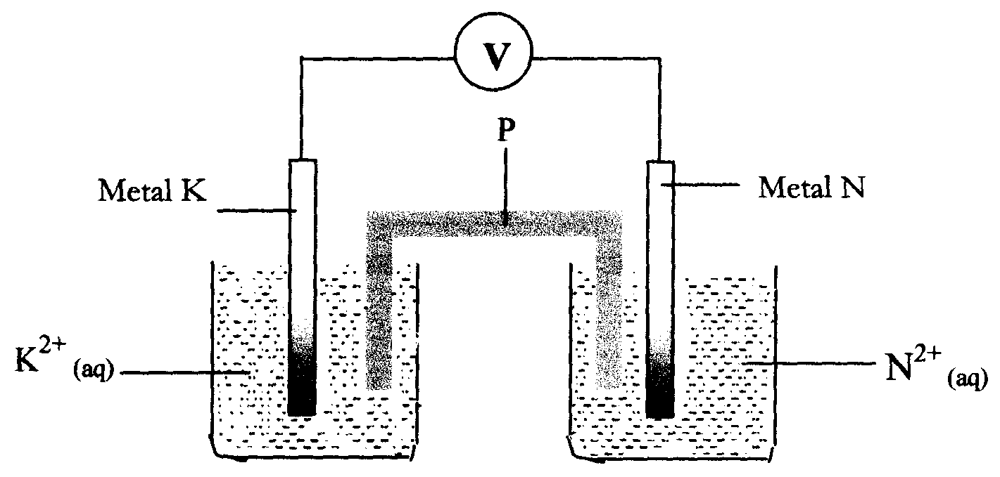 V
P
Metal K
Metal N
K²⁺ (aq)
N²⁺ (aq)